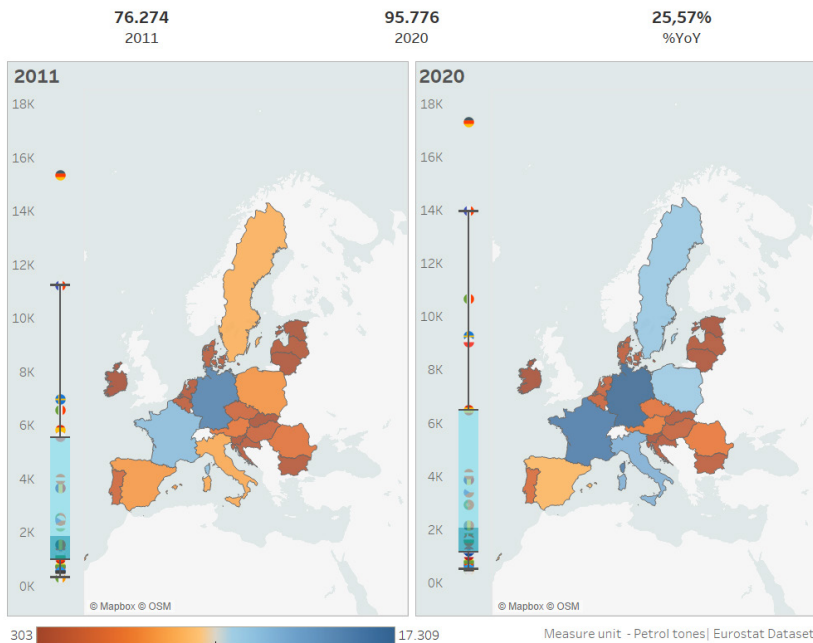 76.274 95.776 25,57%
2011 2020 %YoY
2011
18K
16K
14K
12K
10K
8K
6K
4K
2K
0K
© Mapbox © OSM
2020
18K
16K
14K
12K
10K
8K
6K
4K
2K
0K
© Mapbox © OSM
303 17.309
Measure unit - Petrol tones| Eurostat Dataset